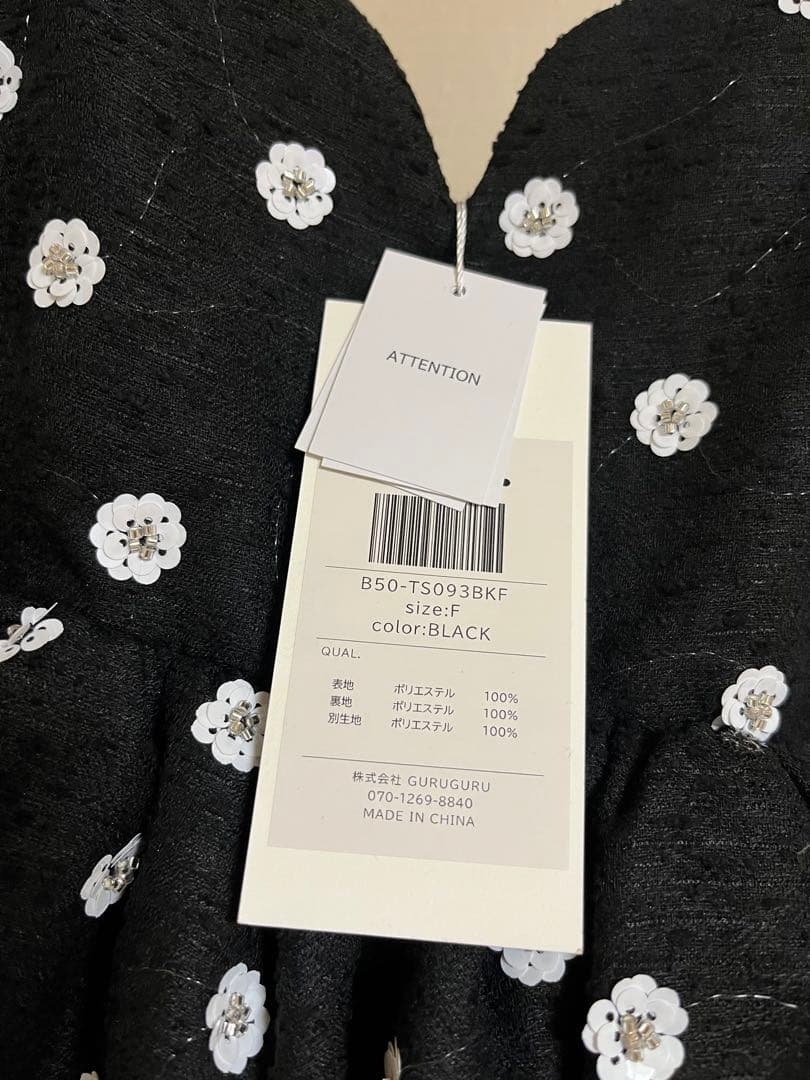 ATTENTION
B50-TS093BKF
size:F
color:BLACK
QUAL.
表地 ポリエステル 100%
裏地 ポリエステル 100%
別生地 ポリエステル 100%
株式会社 GURUGURU
070-1269-8840
MADE IN CHINA